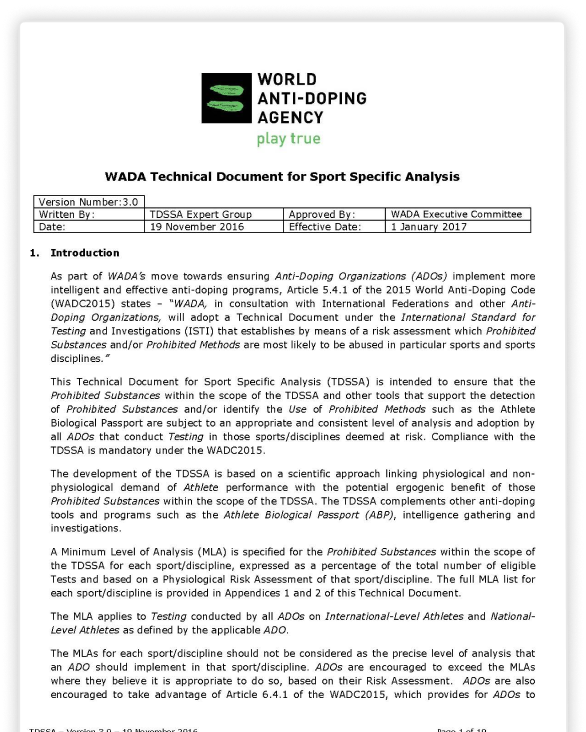 WORLD
ANTI-DOPING
AGENCY
play true
WADA Technical Document for Sport Specific Analysis
Version Number:3.0
Written By: TDSSA Expert Group Approved By: WADA Executive Committee
Date: 19 November 2016 Effective Date: 1 January 2017
1. Introduction
As part of WADA's move towards ensuring Anti-Doping Organizations (ADOs) implement more
intelligent and effective anti-doping programs, Article 5.4.1 of the 2015 World Anti-Doping Code
(WADC2015) states – "WADA, in consultation with International Federations and other Anti-
Doping Organizations, will adopt a Technical Document under the International Standard for
Testing and Investigations (ISTI) that establishes by means of a risk assessment which Prohibited
Substances and/or Prohibited Methods are most likely to be abused in particular sports and sports
disciplines."
This Technical Document for Sport Specific Analysis (TDSSA) is intended to ensure that the
Prohibited Substances within the scope of the TDSSA and other tools that support the detection
of Prohibited Substances and/or identify the Use of Prohibited Methods such as the Athlete
Biological Passport are subject to an appropriate and consistent level of analysis and adoption by
all ADOs that conduct Testing in those sports/disciplines deemed at risk. Compliance with the
TDSSA is mandatory under the WADC2015.
The development of the TDSSA is based on a scientific approach linking physiological and non-
physiological demand of Athlete performance with the potential ergogenic benefit of those
Prohibited Substances within the scope of the TDSSA. The TDSSA complements other anti-doping
tools and programs such as the Athlete Biological Passport (ABP), intelligence gathering and
investigations.
A Minimum Level of Analysis (MLA) is specified for the Prohibited Substances within the scope of
the TDSSA for each sport/discipline, expressed as a percentage of the total number of eligible
Tests and based on a Physiological Risk Assessment of that sport/discipline. The full MLA list for
each sport/discipline is provided in Appendices 1 and 2 of this Technical Document.
The MLA applies to Testing conducted by all ADOs on International-Level Athletes and National-
Level Athletes as defined by the applicable ADO.
The MLAs for each sport/discipline should not be considered as the precise level of analysis that
an ADO should implement in that sport/discipline. ADOs are encouraged to exceed the MLAs
where they believe it is appropriate to do so, based on their Risk Assessment. ADOs are also
encouraged to take advantage of Article 6.4.1 of the WADC2015, which provides for ADOs to
TDSSA – Version 3.0 – 19 November 2016 Page 1 of 19